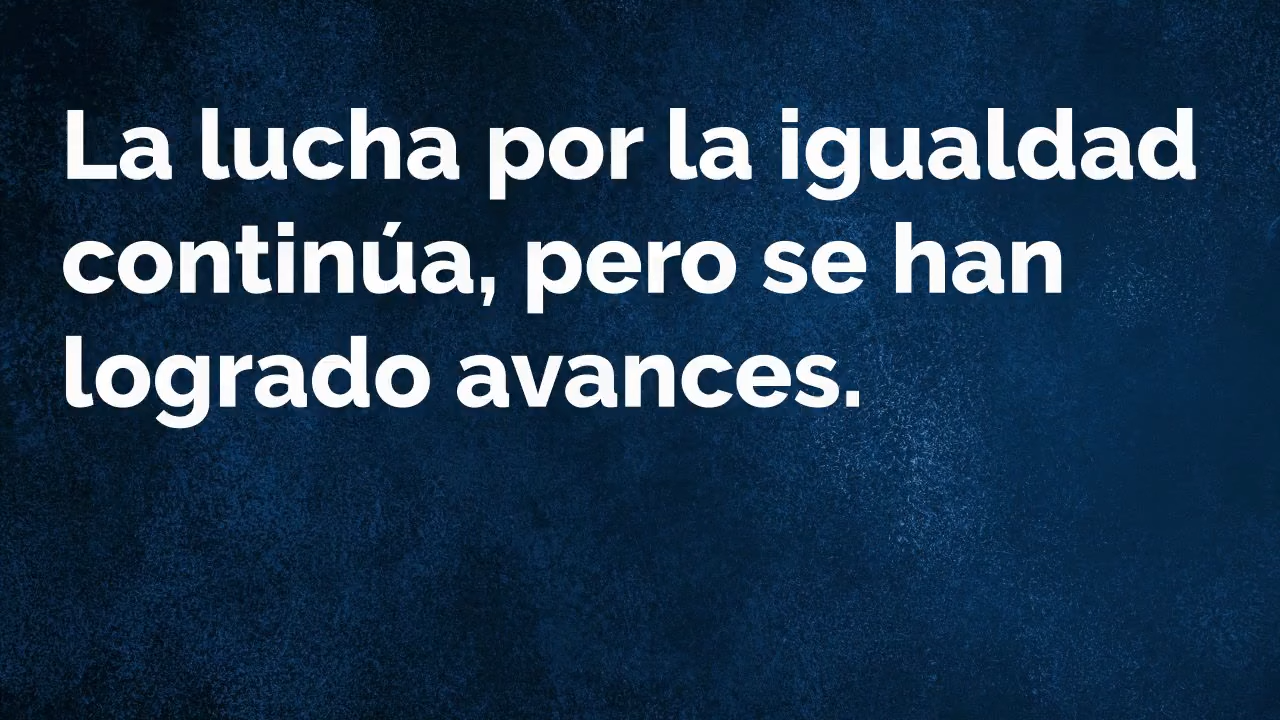 La lucha por la igualdad
continúa, pero se han
logrado avances.